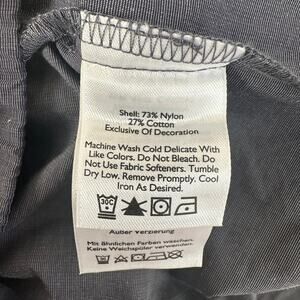 Shell: 73% Nylon
27% Cotton
Exclusive Of Decoration
Machine Wash Cold Delicate With
Like Colors. Do Not Bleach. Do
Not Use Fabric Softeners. Tumble
Dry Low. Remove Promptly. Cool
Iron As Desired.
30C
Außer Verzierung
Mit ähnlichen Farben waschen.
Keine Weichspüler verwenden.